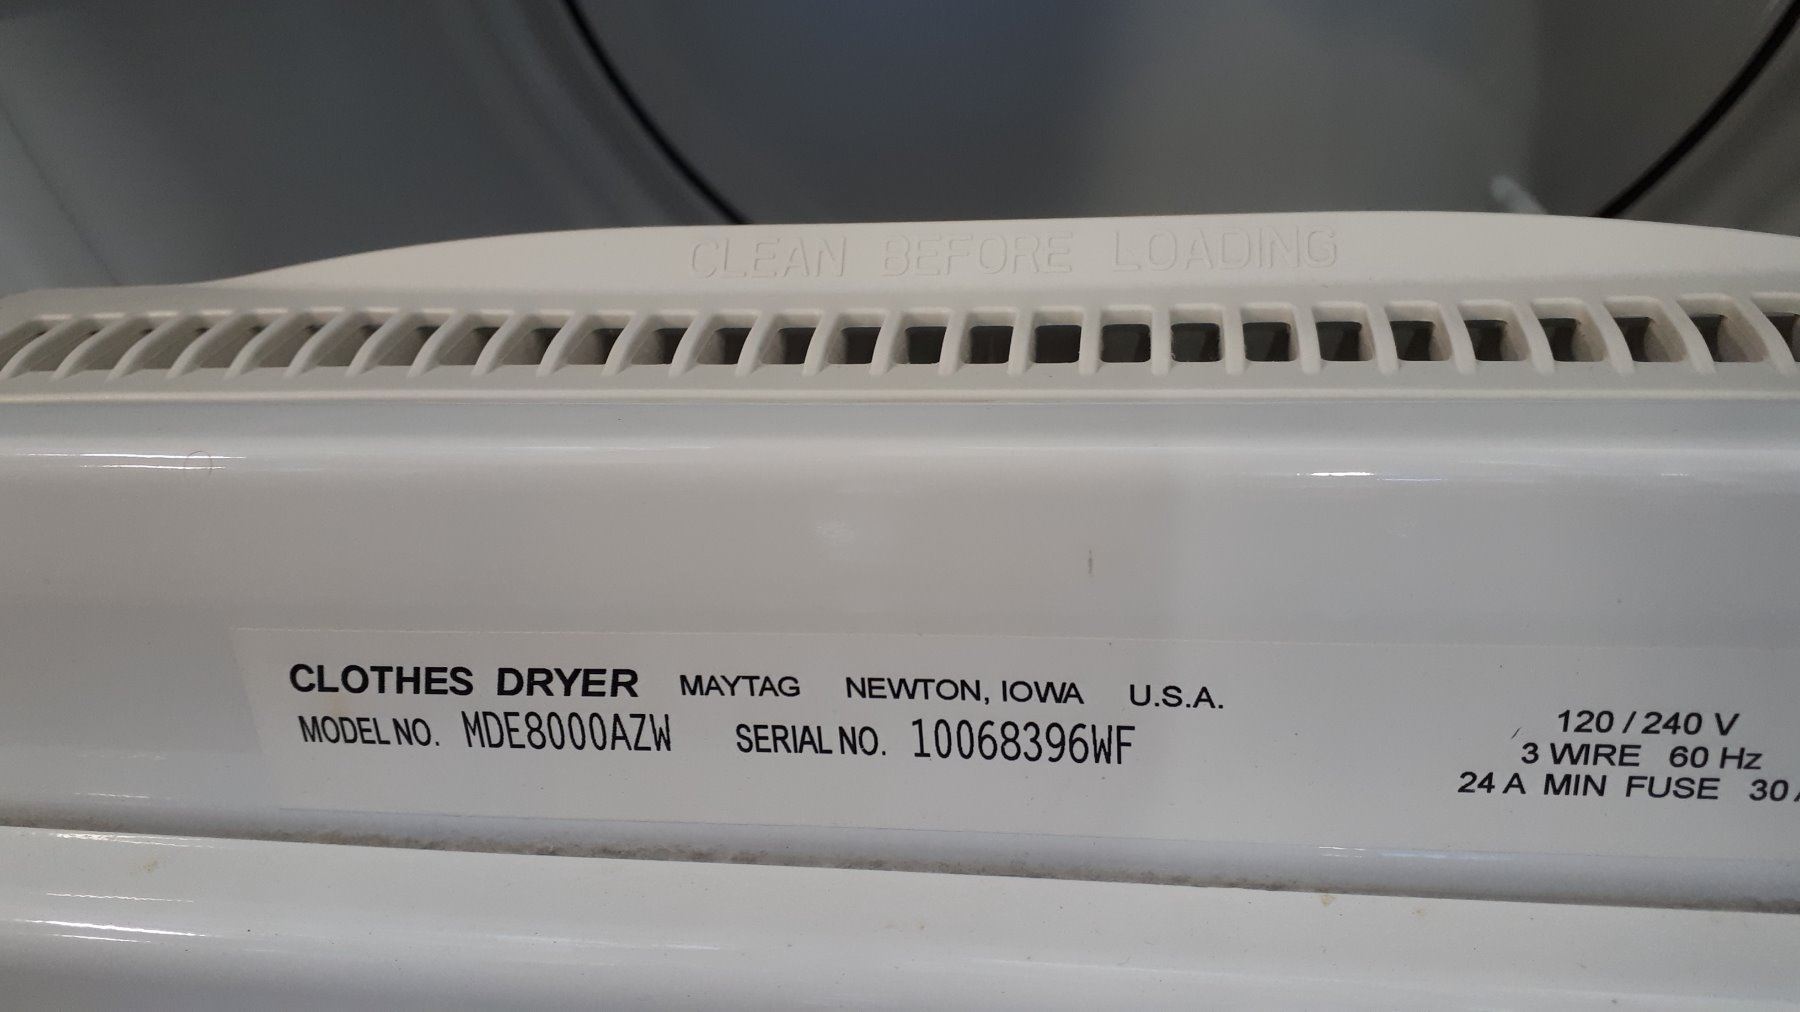 CLEAN BEFORE LOADING
CLOTHES DRYER MAYTAG NEWTON, IOWA U.S.A.
MODEL NO. MDE8000AZW SERIAL NO. 10068396WF
120 / 240 V
3 WIRE 60 Hz
24 A MIN FUSE 30